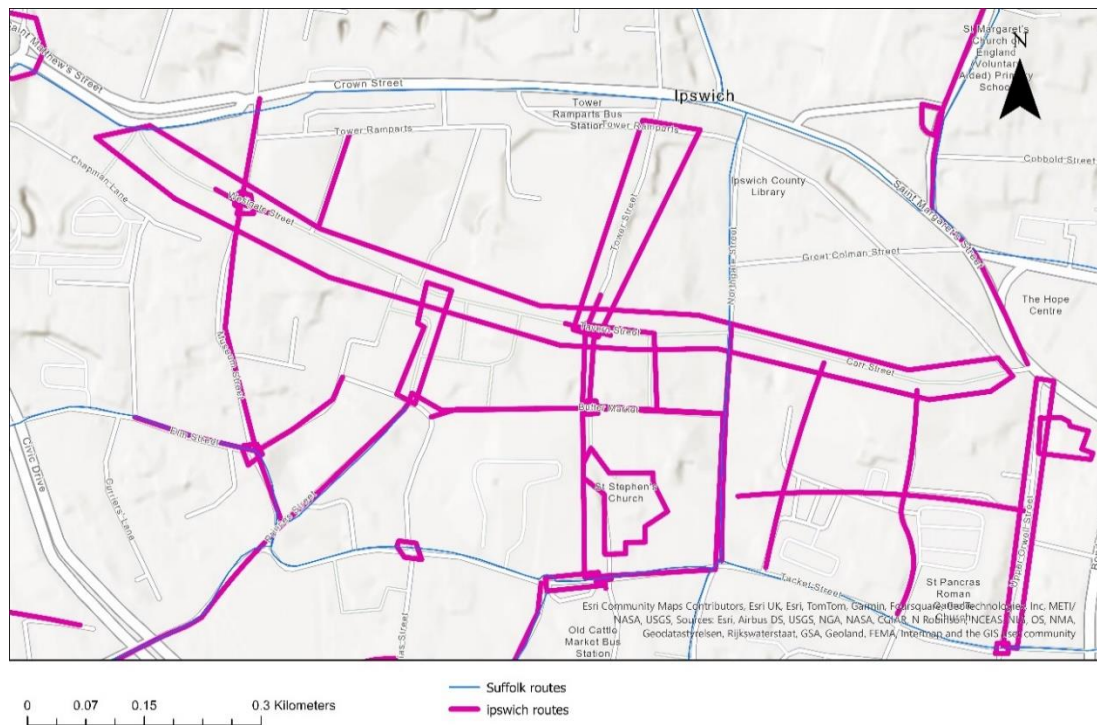 Saint Matthew's Street
Crown Street
Ipswich
St Margaret's
Church of
England
(Voluntary
Aided) Primary
School
N
Tower
Ramparts Bus
Station
Tower Ramparts
Tower Ramparts
Chapman Lane
Cobbold Street
Ipswich County
Library
Westgate Street
Tower Street
Northgate Street
Saint Margaret's Street
Great Colman Street
The Hope
Centre
Museum Street
Tavern Street
Carr Street
Butter Market
Elm Street
Civic Drive
Curriers' Lane
St Stephen's
Church
Upper Orwell Street
Tacket Street
St Pancras
Roman
Catholic
Church
Old Cattle
Market Bus
Station
Esri Community Maps Contributors, Esri UK, Esri, TomTom, Garmin, Foursquare, GeoTechnologies, Inc, METI/
NASA, USGS, Sources: Esri, Airbus DS, USGS, NGA, NASA, CGIAR, N Robinson, NCEAS, NLS, OS, NMA,
Geodatastyrelsen, Rijkswaterstaat, GSA, Geoland, FEMA, Intermap and the GIS user community
0 0.07 0.15 0.3 Kilometers
Suffolk routes
ipswich routes